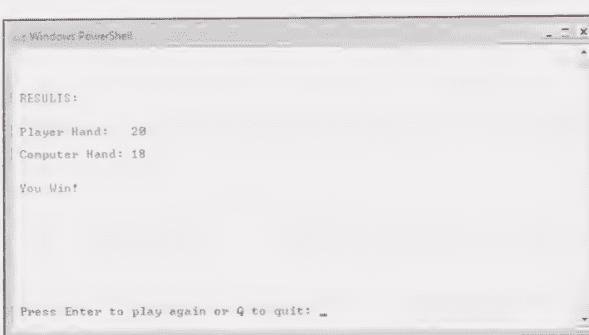 Windows PowerShell
RESULTS:
Player Hand: 20
Computer Hand: 18
You Win!
Press Enter to play again or Q to quit: _